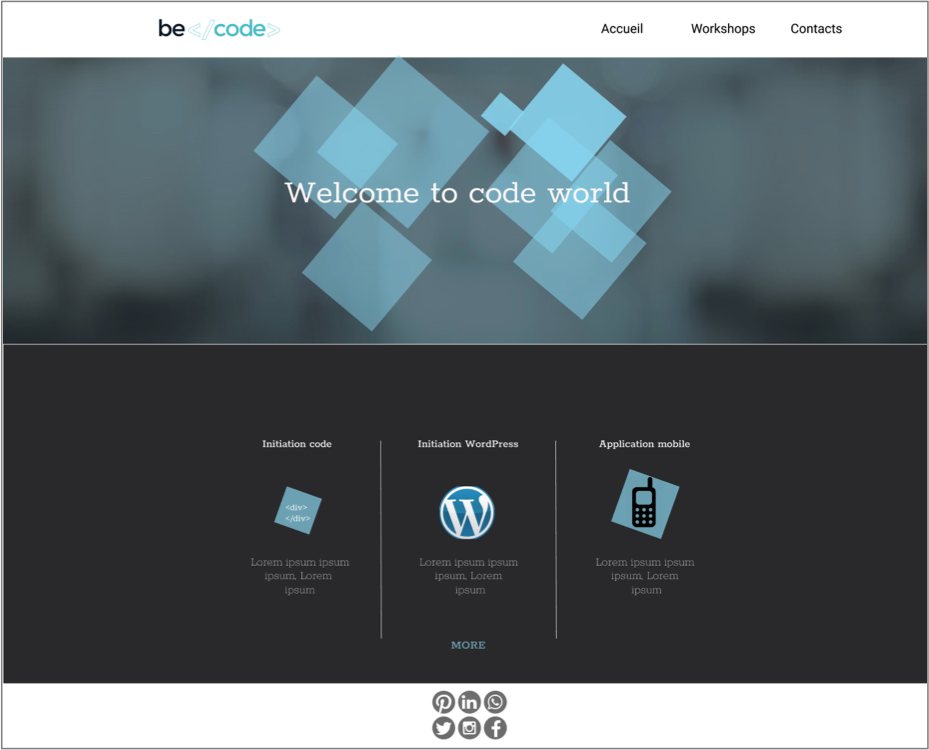 be </code>
Accueil Workshops Contacts
Welcome to code world
Initiation code
<div>
</div>
Lorem ipsum ipsum
ipsum, Lorem
ipsum
Initiation WordPress
W
Lorem ipsum ipsum
ipsum, Lorem
ipsum
Application mobile
Lorem ipsum ipsum
ipsum, Lorem
ipsum
MORE